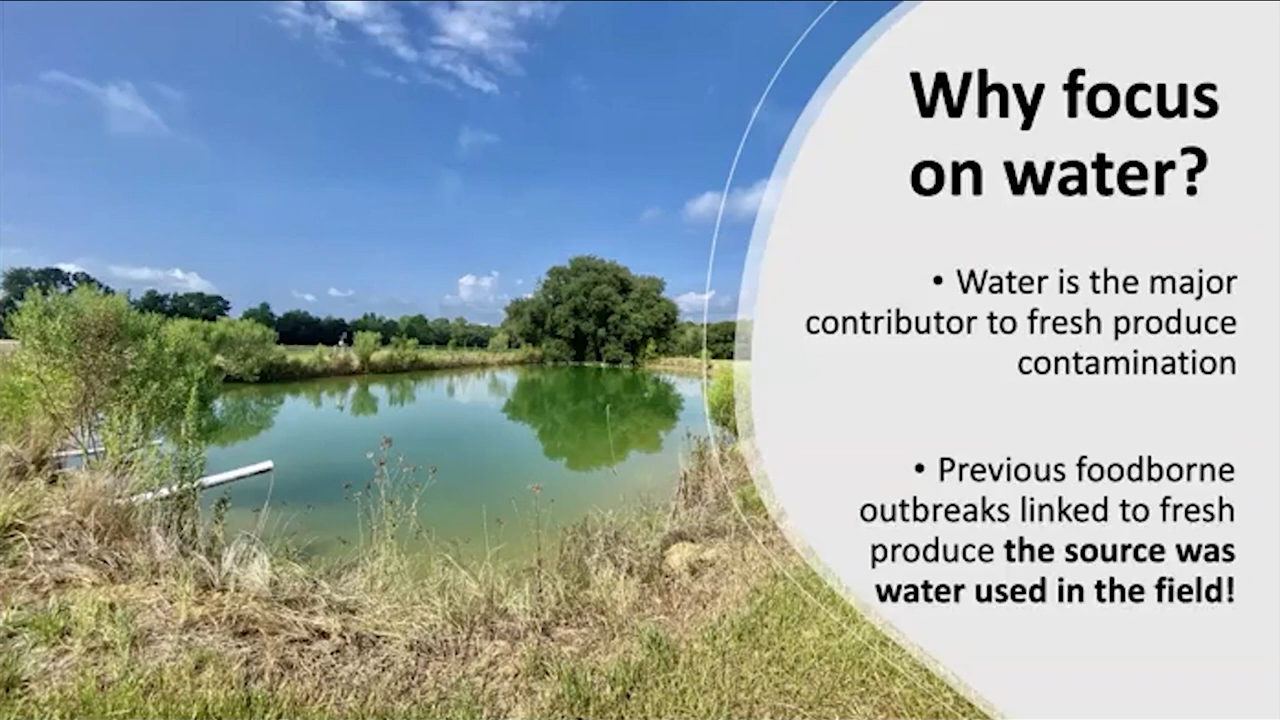 Why focus
on water?
• Water is the major
contributor to fresh produce
contamination
• Previous foodborne
outbreaks linked to fresh
produce the source was
water used in the field!